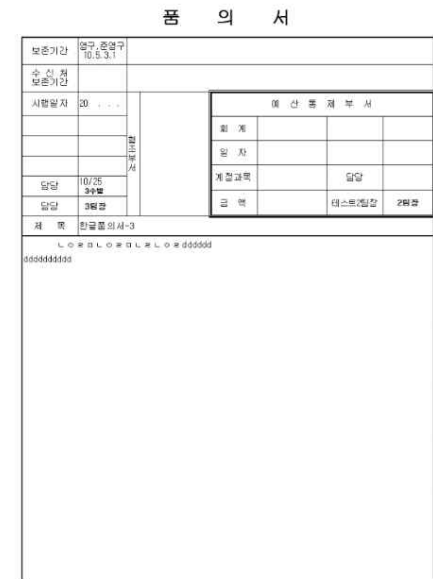 품 의 서
보존기간 영구,준영구 10.5.3.1
수 신 처 보존기간
시행일자 20 . . .
협조부서
예 산 통 제 부 서
회 계
일 자
계정과목 담당
금 액 테스트2팀장 2팀장
담당 10/25
담당 3팀장
제 목 한글품의서-3
dddddddddd